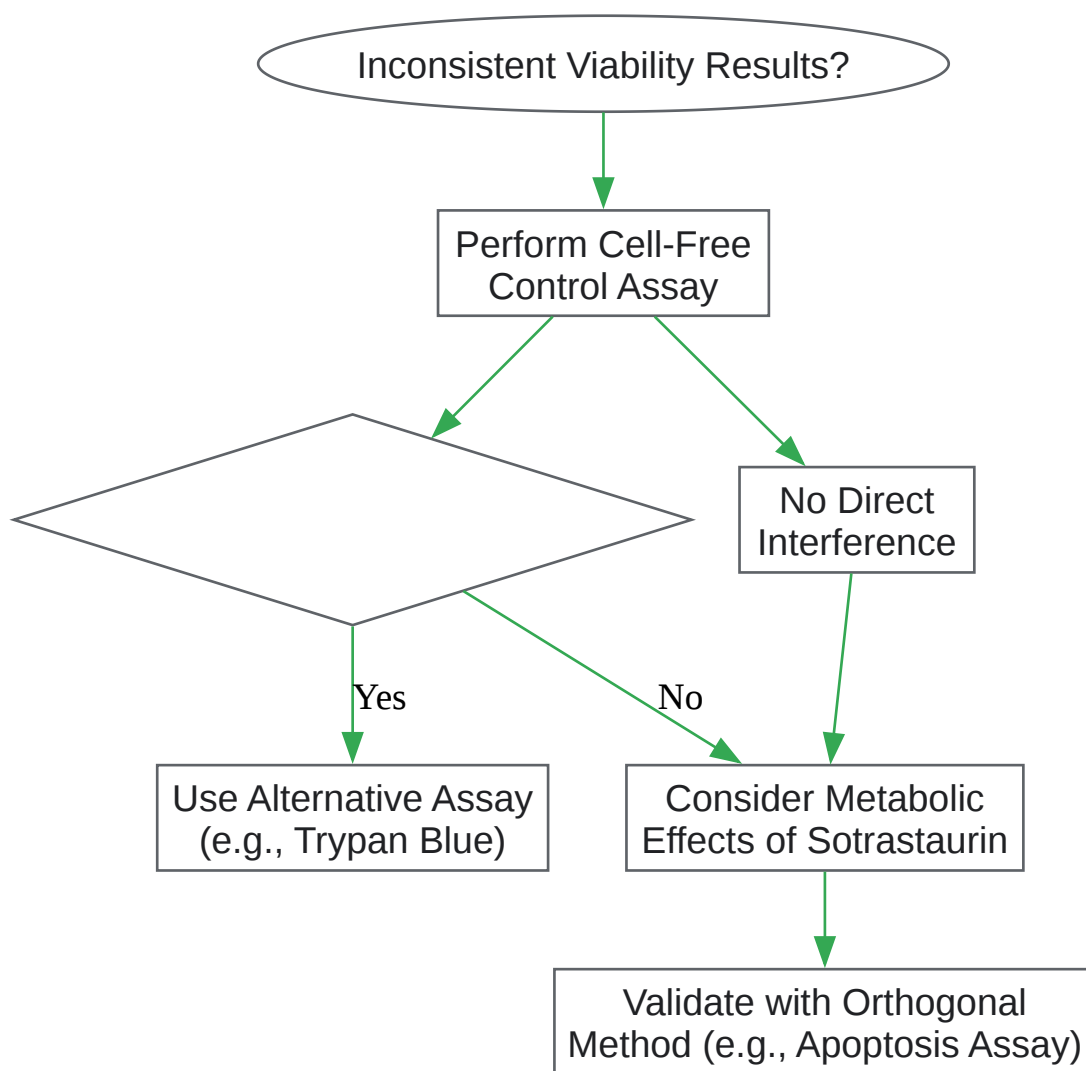 Inconsistent Viability Results?
Perform Cell-Free
Control Assay
No Direct
Interference
Yes
No
Use Alternative Assay
(e.g., Trypan Blue)
Consider Metabolic
Effects of Sotrastaurin
Validate with Orthogonal
Method (e.g., Apoptosis Assay)